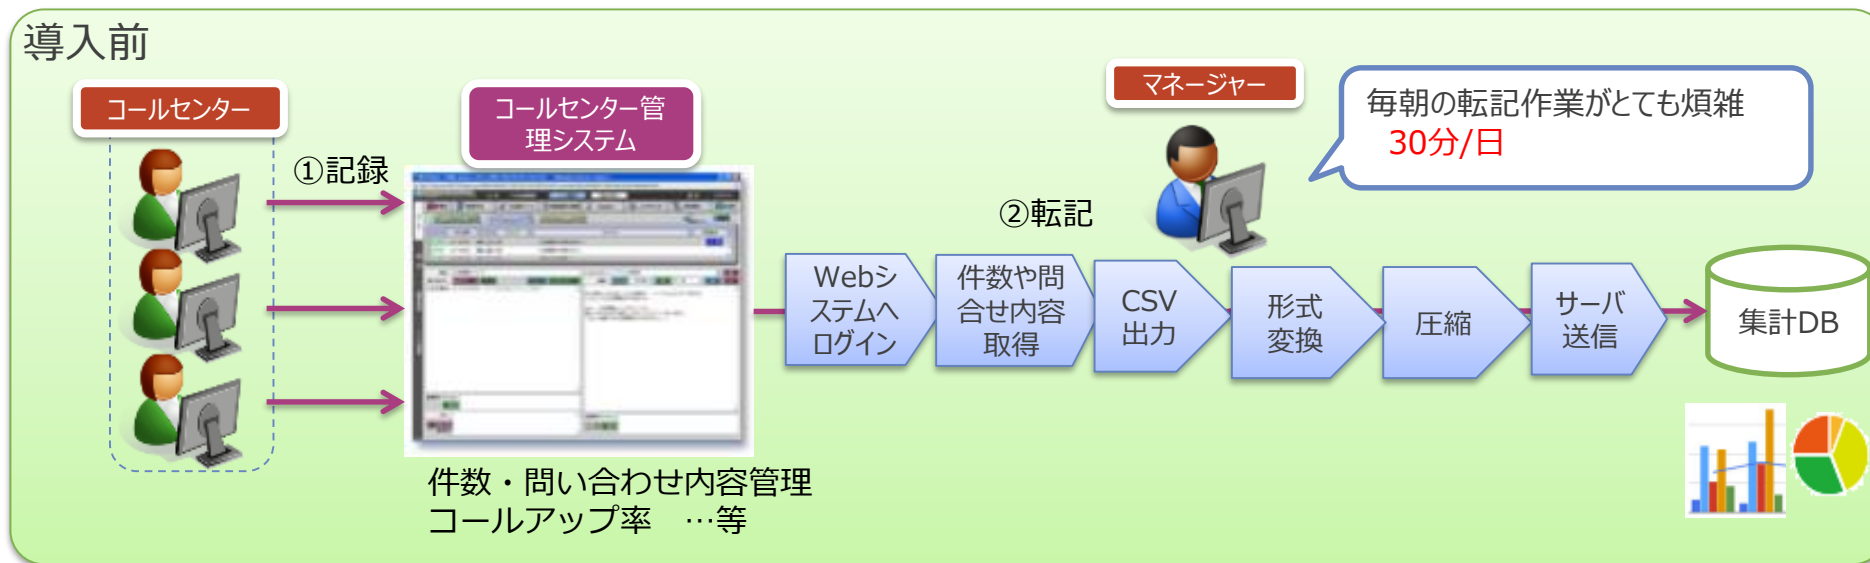 導入前
コールセンター
①記録
コールセンター管
理システム
件数・問い合わせ内容管理
コールアップ率　…等
マネージャー
毎朝の転記作業がとても煩雑
30分/日
②転記
Webシ
ステムへ
ログイン
件数や問
合せ内容
取得
CSV
出力
形式
変換
圧縮
サーバ
送信
集計DB